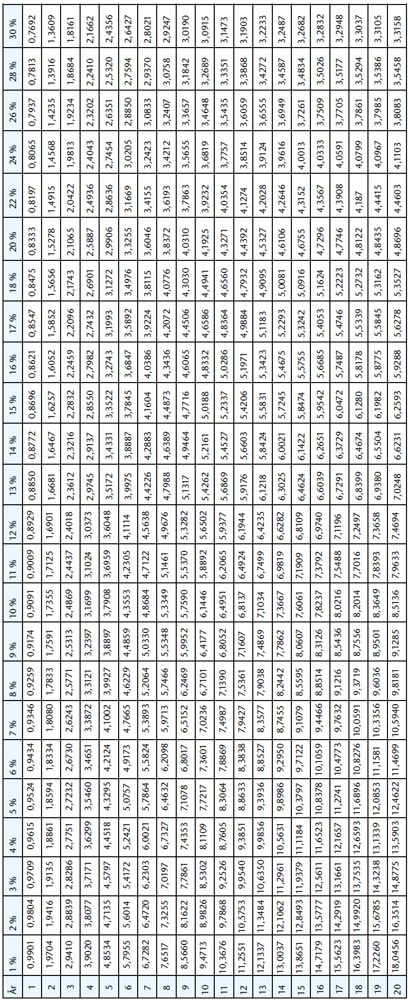 År 1 % 2 % 3 % 4 % 5 % 6 % 7 % 8 % 9 % 10 % 11 % 12 % 13 % 14 % 15 % 16 % 17 % 18 % 20 % 22 % 24 % 26 % 28 % 30 %
1 0,9901 0,9804 0,9709 0,9615 0,9524 0,9434 0,9346 0,9259 0,9174 0,9091 0,9009 0,8929 0,8850 0,8772 0,8696 0,8621 0,8547 0,8475 0,8333 0,8197 0,8065 0,7937 0,7813 0,7692
2 1,9704 1,9416 1,9135 1,8861 1,8594 1,8334 1,8080 1,7833 1,7591 1,7355 1,7125 1,6901 1,6681 1,6467 1,6257 1,6052 1,5852 1,5656 1,5278 1,4915 1,4568 1,4235 1,3916 1,3609
3 2,9410 2,8839 2,8286 2,7751 2,7232 2,6730 2,6243 2,5771 2,5313 2,4869 2,4437 2,4018 2,3612 2,3216 2,2832 2,2459 2,2096 2,1743 2,1065 2,0422 1,9813 1,9234 1,8684 1,8161
4 3,9020 3,8077 3,7171 3,6299 3,5460 3,4651 3,3872 3,3121 3,2397 3,1699 3,1024 3,0373 2,9745 2,9137 2,8550 2,7982 2,7432 2,6901 2,5887 2,4936 2,4043 2,3202 2,2410 2,1662
5 4,8534 4,7135 4,5797 4,4518 4,3295 4,2124 4,1002 3,9927 3,8897 3,7908 3,6959 3,6048 3,5172 3,4331 3,3522 3,2743 3,1993 3,1272 2,9906 2,8636 2,7454 2,6351 2,5320 2,4356
6 5,7955 5,6014 5,4172 5,2421 5,0757 4,9173 4,7665 4,6229 4,4859 4,3553 4,2305 4,1114 3,9975 3,8887 3,7845 3,6847 3,5892 3,4976 3,3255 3,1669 3,0205 2,8850 2,7594 2,6427
7 6,7282 6,4720 6,2303 6,0021 5,7864 5,5824 5,3893 5,2064 5,0330 4,8684 4,7122 4,5638 4,4226 4,2883 4,1604 4,0386 3,9224 3,8115 3,6046 3,4155 3,2423 3,0833 2,9370 2,8021
8 7,6517 7,3255 7,0197 6,7327 6,4632 6,2098 5,9713 5,7466 5,5348 5,3349 5,1461 4,9676 4,7988 4,6389 4,4873 4,3436 4,2072 4,0776 3,8372 3,6193 3,4212 3,2407 3,0758 2,9247
9 8,5660 8,1622 7,7861 7,4353 7,1078 6,8017 6,5152 6,2469 5,9952 5,7590 5,5370 5,3282 5,1317 4,9464 4,7716 4,6065 4,4506 4,3030 4,0310 3,7863 3,5655 3,3657 3,1842 3,0190
10 9,4713 8,9826 8,5302 8,1109 7,7217 7,3601 7,0236 6,7101 6,4177 6,1446 5,8892 5,6502 5,4262 5,2161 5,0188 4,8332 4,6586 4,4941 4,1925 3,9232 3,6819 3,4648 3,2689 3,0915
11 10,3676 9,7868 9,2526 8,7605 8,3064 7,8869 7,4987 7,1390 6,8052 6,4951 6,2065 5,9377 5,6869 5,4527 5,2337 5,0286 4,8364 4,6560 4,3271 4,0354 3,7757 3,5435 3,3351 3,1473
12 11,2551 10,5753 9,9540 9,3851 8,8633 8,3838 7,9427 7,5361 7,1607 6,8137 6,4924 6,1944 5,9176 5,6603 5,4206 5,1971 4,9884 4,7932 4,4392 4,1274 3,8514 3,6059 3,3868 3,1903
13 12,1337 11,3484 10,6350 9,9856 9,3936 8,8527 8,3577 7,9038 7,4869 7,1034 6,7499 6,4235 6,1218 5,8424 5,5831 5,3423 5,1183 4,9095 4,5327 4,2028 3,9124 3,6555 3,4272 3,2233
14 13,0037 12,1062 11,2961 10,5631 9,8986 9,2950 8,7455 8,2442 7,7862 7,3667 6,9819 6,6282 6,3025 6,0021 5,7245 5,4675 5,2293 5,0081 4,6106 4,2646 3,9616 3,6949 3,4587 3,2487
15 13,8651 12,8493 11,9379 11,1184 10,3797 9,7122 9,1079 8,5595 8,0607 7,6061 7,1909 6,8109 6,4624 6,1422 5,8474 5,5755 5,3242 5,0916 4,6755 4,3152 4,0013 3,7261 3,4834 3,2682
16 14,7179 13,5777 12,5611 11,6523 10,8378 10,1059 9,4466 8,8514 8,3126 7,8237 7,3792 6,9740 6,6039 6,2651 5,9542 5,6685 5,4053 5,1624 4,7296 4,3567 4,0333 3,7509 3,5026 3,2832
17 15,5623 14,2919 13,1661 12,1657 11,2741 10,4773 9,7632 9,1216 8,5436 8,0216 7,5488 7,1196 6,7291 6,3729 6,0472 5,7487 5,4746 5,2223 4,7746 4,3908 4,0591 3,7705 3,5177 3,2948
18 16,3983 14,9920 13,7535 12,6593 11,6896 10,8276 10,0591 9,3719 8,7556 8,2014 7,7016 7,2497 6,8399 6,4674 6,1280 5,8178 5,5339 5,2732 4,8122 4,187 4,0799 3,7861 3,5294 3,3037
19 17,2260 15,6785 14,3238 13,1339 12,0853 11,1581 10,3356 9,6036 8,9501 8,3649 7,8393 7,3658 6,9380 6,5504 6,1982 5,8775 5,5845 5,3162 4,8435 4,4415 4,0967 3,7985 3,5386 3,3105
20 18,0456 16,3514 14,8775 13,5903 12,4622 11,4699 10,5940 9,8181 9,1285 8,5136 7,9633 7,4694 7,0248 6,6231 6,2593 5,9288 5,6278 5,3527 4,8696 4,4603 4,1103 3,8083 3,5458 3,3158